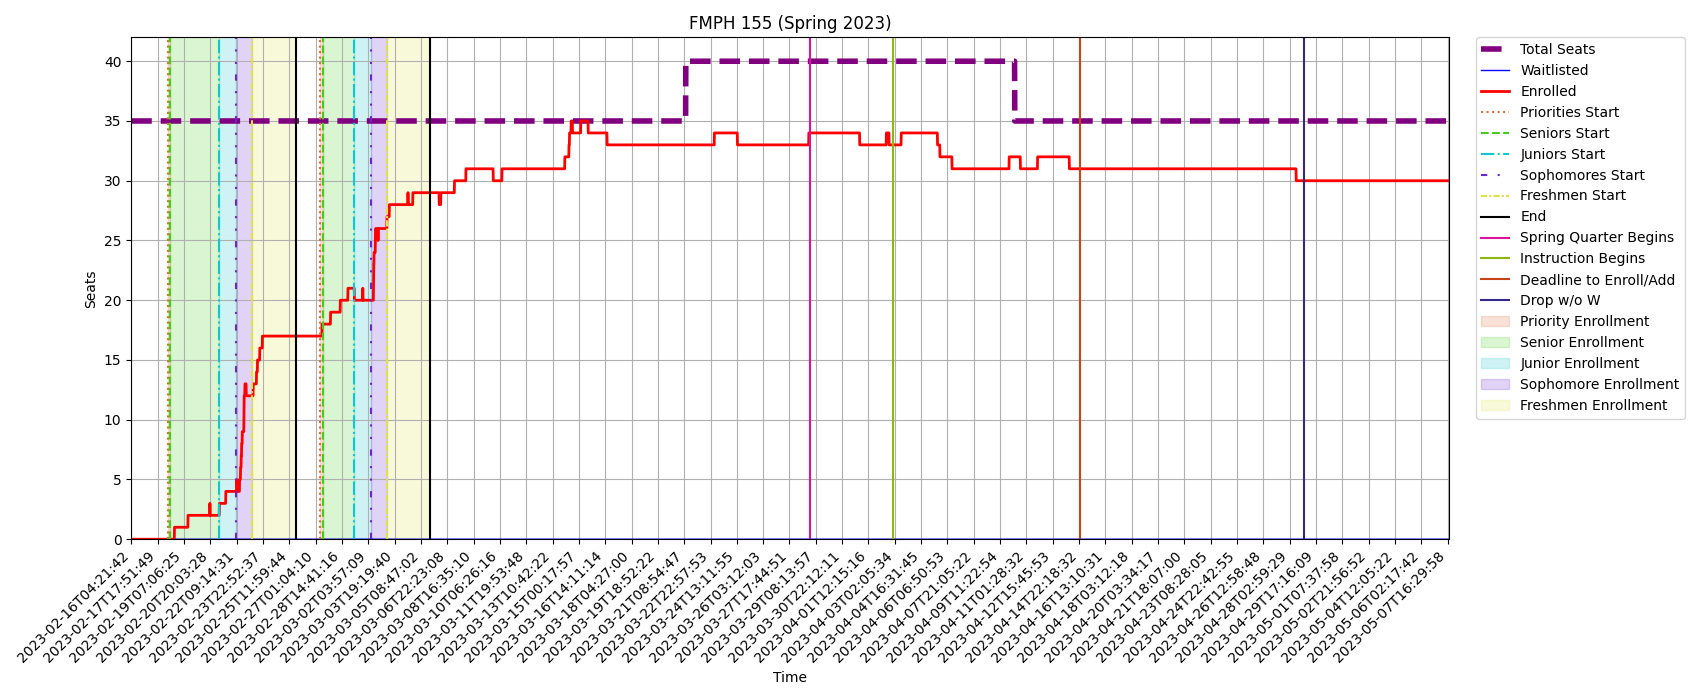 FMPH 155 (Spring 2023)
40
35
30
25
20
15
10
5
0
Seats
2023-02-16T04:21:42
2023-02-17T17:51:49
2023-02-19T07:06:25
2023-02-20T20:03:28
2023-02-22T09:14:31
2023-02-23T22:52:37
2023-02-25T11:59:44
2023-02-27T01:04:10
2023-02-28T14:41:16
2023-03-02T03:57:09
2023-03-03T19:19:40
2023-03-05T08:47:02
2023-03-06T22:23:08
2023-03-08T16:35:10
2023-03-10T06:26:16
2023-03-11T19:53:48
2023-03-13T10:42:22
2023-03-15T00:17:57
2023-03-16T14:11:14
2023-03-18T04:27:00
2023-03-19T18:52:22
2023-03-21T08:54:47
2023-03-22T22:57:53
2023-03-24T13:11:55
2023-03-26T03:12:03
2023-03-27T17:44:51
2023-03-29T08:13:57
2023-03-30T22:12:11
2023-04-01T12:15:16
2023-04-03T02:05:34
2023-04-04T16:31:45
2023-04-06T06:50:53
2023-04-07T21:05:22
2023-04-09T11:22:54
2023-04-11T01:28:32
2023-04-12T15:45:53
2023-04-14T22:18:32
2023-04-16T13:10:31
2023-04-18T03:12:18
2023-04-20T03:34:17
2023-04-21T18:07:00
2023-04-23T08:28:05
2023-04-24T22:42:55
2023-04-26T12:58:48
2023-04-28T02:59:29
2023-04-29T17:16:09
2023-05-01T07:37:58
2023-05-02T21:56:52
2023-05-04T12:05:22
2023-05-06T02:17:42
2023-05-07T16:29:58
Time
Total Seats
Waitlisted
Enrolled
Priorities Start
Seniors Start
Juniors Start
Sophomores Start
Freshmen Start
End
Spring Quarter Begins
Instruction Begins
Deadline to Enroll/Add
Drop w/o W
Priority Enrollment
Senior Enrollment
Junior Enrollment
Sophomore Enrollment
Freshmen Enrollment